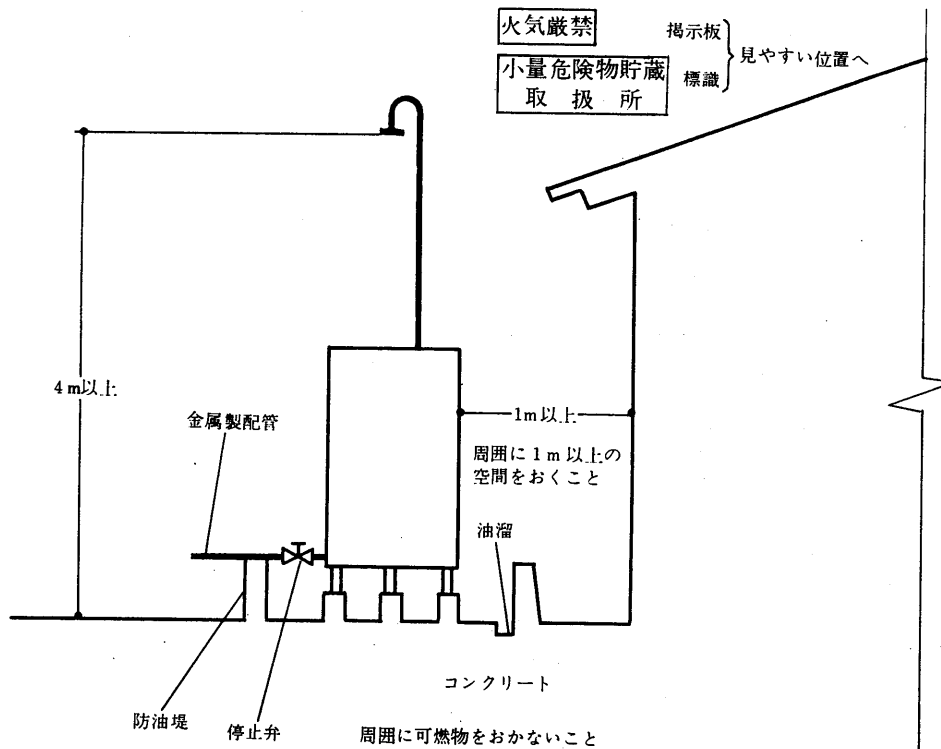 火気厳禁
掲示板
小量危険物貯蔵
取扱所
標識
見やすい位置へ
4m以上
金属製配管
1m以上
周囲に1m以上の
空間をおくこと
油溜
コンクリート
防油堤
停止弁
周囲に可燃物をおかないこと